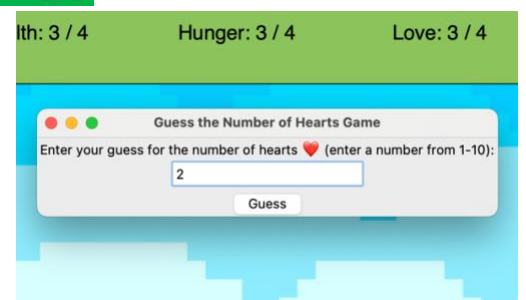 lth: 3 / 4 Hunger: 3 / 4 Love: 3 / 4
Guess the Number of Hearts Game
Enter your guess for the number of hearts ❤️ (enter a number from 1-10):
2
Guess